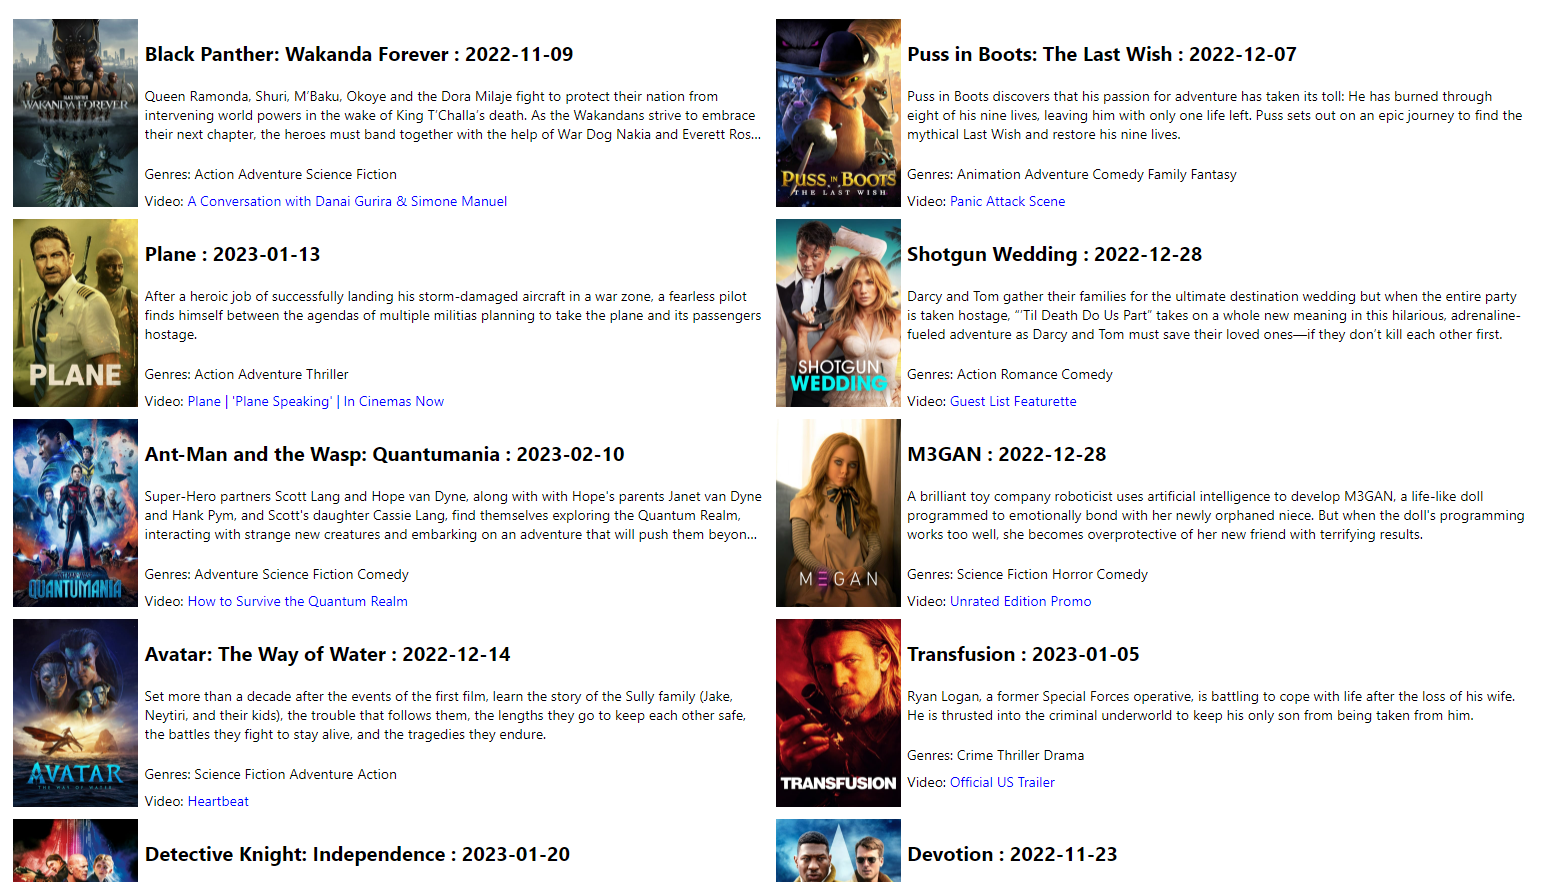 BLACK PANTHER
WAKANDA FOREVER
Black Panther: Wakanda Forever : 2022-11-09
Queen Ramonda, Shuri, M’Baku, Okoye and the Dora Milaje fight to protect their nation from
intervening world powers in the wake of King T’Challa’s death. As the Wakandans strive to embrace
their next chapter, the heroes must band together with the help of War Dog Nakia and Everett Ros...
Genres: Action Adventure Science Fiction
Video: A Conversation with Danai Gurira & Simone Manuel
PUSS IN BOOTS
THE LAST WISH
Puss in Boots: The Last Wish : 2022-12-07
Puss in Boots discovers that his passion for adventure has taken its toll: He has burned through
eight of his nine lives, leaving him with only one life left. Puss sets out on an epic journey to find the
mythical Last Wish and restore his nine lives.
Genres: Animation Adventure Comedy Family Fantasy
Video: Panic Attack Scene
PLANE
Plane : 2023-01-13
After a heroic job of successfully landing his storm-damaged aircraft in a war zone, a fearless pilot
finds himself between the agendas of multiple militias planning to take the plane and its passengers
hostage.
Genres: Action Adventure Thriller
Video: Plane | 'Plane Speaking' | In Cinemas Now
SHOTGUN
WEDDING
Shotgun Wedding : 2022-12-28
Darcy and Tom gather their families for the ultimate destination wedding but when the entire party
is taken hostage, “’Til Death Do Us Part” takes on a whole new meaning in this hilarious, adrenaline-
fueled adventure as Darcy and Tom must save their loved ones—if they don’t kill each other first.
Genres: Action Romance Comedy
Video: Guest List Featurette
QUANTUMANIA
Ant-Man and the Wasp: Quantumania : 2023-02-10
Super-Hero partners Scott Lang and Hope van Dyne, along with with Hope's parents Janet van Dyne
and Hank Pym, and Scott's daughter Cassie Lang, find themselves exploring the Quantum Realm,
interacting with strange new creatures and embarking on an adventure that will push them beyon...
Genres: Adventure Science Fiction Comedy
Video: How to Survive the Quantum Realm
M3GAN
M3GAN : 2022-12-28
A brilliant toy company roboticist uses artificial intelligence to develop M3GAN, a life-like doll
programmed to emotionally bond with her newly orphaned niece. But when the doll's programming
works too well, she becomes overprotective of her new friend with terrifying results.
Genres: Science Fiction Horror Comedy
Video: Unrated Edition Promo
AVATAR
THE WAY OF WATER
Avatar: The Way of Water : 2022-12-14
Set more than a decade after the events of the first film, learn the story of the Sully family (Jake,
Neytiri, and their kids), the trouble that follows them, the lengths they go to keep each other safe,
the battles they fight to stay alive, and the tragedies they endure.
Genres: Science Fiction Adventure Action
Video: Heartbeat
TRANSFUSION
Transfusion : 2023-01-05
Ryan Logan, a former Special Forces operative, is battling to cope with life after the loss of his wife.
He is thrusted into the criminal underworld to keep his only son from being taken from him.
Genres: Crime Thriller Drama
Video: Official US Trailer
Detective Knight: Independence : 2023-01-20
Devotion : 2022-11-23